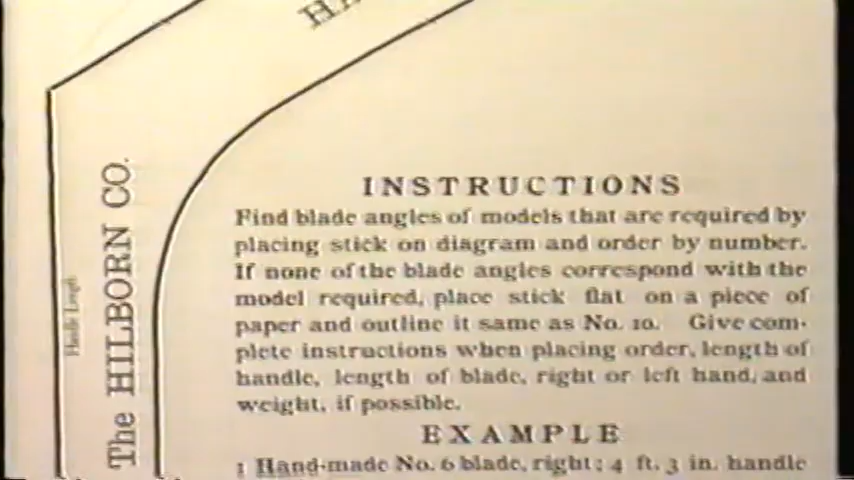 HA
Handle Length
The HILBORN CO.
INSTRUCTIONS
Find blade angles of models that are required by
placing stick on diagram and order by number.
If none of the blade angles correspond with the
model required, place stick flat on a piece of
paper and outline it same as No. 10. Give com-
plete instructions when placing order, length of
handle, length of blade, right or left hand, and
weight, if possible.
EXAMPLE
1 Hand-made No. 6 blade, right; 4 ft. 3 in. handle